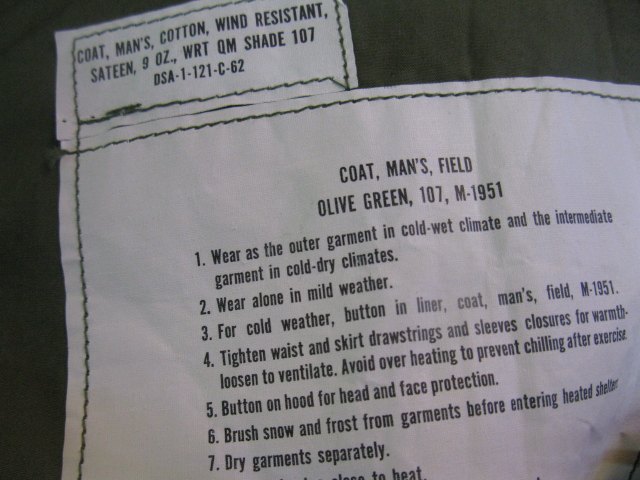 COAT, MAN'S, COTTON, WIND RESISTANT,
SATEEN, 9 OZ., WRT QM SHADE 107
DSA-1-121-C-62
COAT, MAN'S, FIELD
OLIVE GREEN, 107, M-1951
1. Wear as the outer garment in cold-wet climate and the intermediate
garment in cold-dry climates.
2. Wear alone in mild weather.
3. For cold weather, button in liner, coat, man's, field, M-1951.
4. Tighten waist and skirt drawstrings and sleeves closures for warmth-
loosen to ventilate. Avoid over heating to prevent chilling after exercise
5. Button on hood for head and face protection.
6. Brush snow and frost from garments before entering heated shelter
7. Dry garments separately.
close to heat.